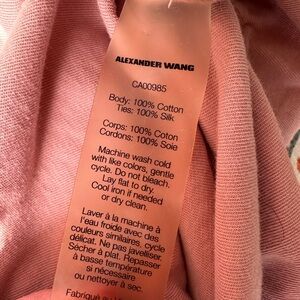 ALEXANDER WANG
CA00985
Body: 100% Cotton
Ties: 100% Silk
Corps: 100% Coton
Cordons: 100% Soie
Machine wash cold
with like colors, gentle
cycle. Do not bleach.
Lay flat to dry.
Cool iron if needed
or dry clean.
Laver à la machine à
l'eau froide avec des
couleurs similaires, cycle
délicat. Ne pas javelliser.
Sécher à plat. Repasser
à basse température
si nécessaire
ou nettoyer à sec.
Fabriqué